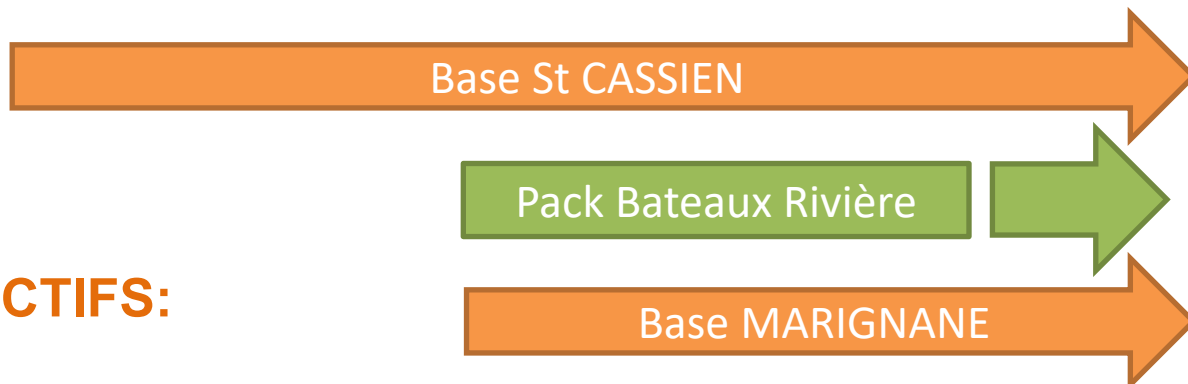 Base St CASSIEN
Pack Bateaux Rivière
CTIFS:
Base MARIGNANE